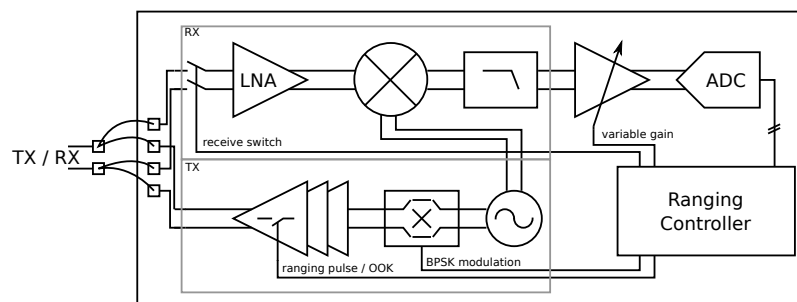 RX
LNA
ADC
variable gain
receive switch
TX / RX
TX
Ranging
Controller
ranging pulse / OOK
BPSK modulation